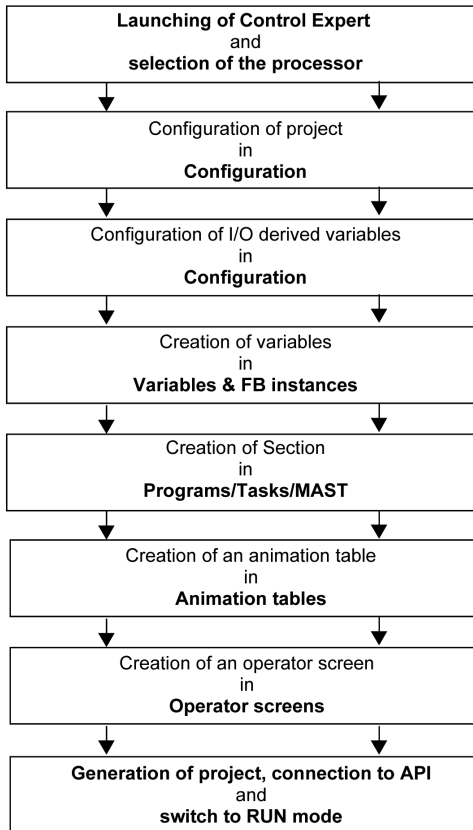 Launching of Control Expert
and
selection of the processor
Configuration of project
in
Configuration
Configuration of I/O derived variables
in
Configuration
Creation of variables
in
Variables & FB instances
Creation of Section
in
Programs/Tasks/MAST
Creation of an animation table
in
Animation tables
Creation of an operator screen
in
Operator screens
Generation of project, connection to API
and
switch to RUN mode